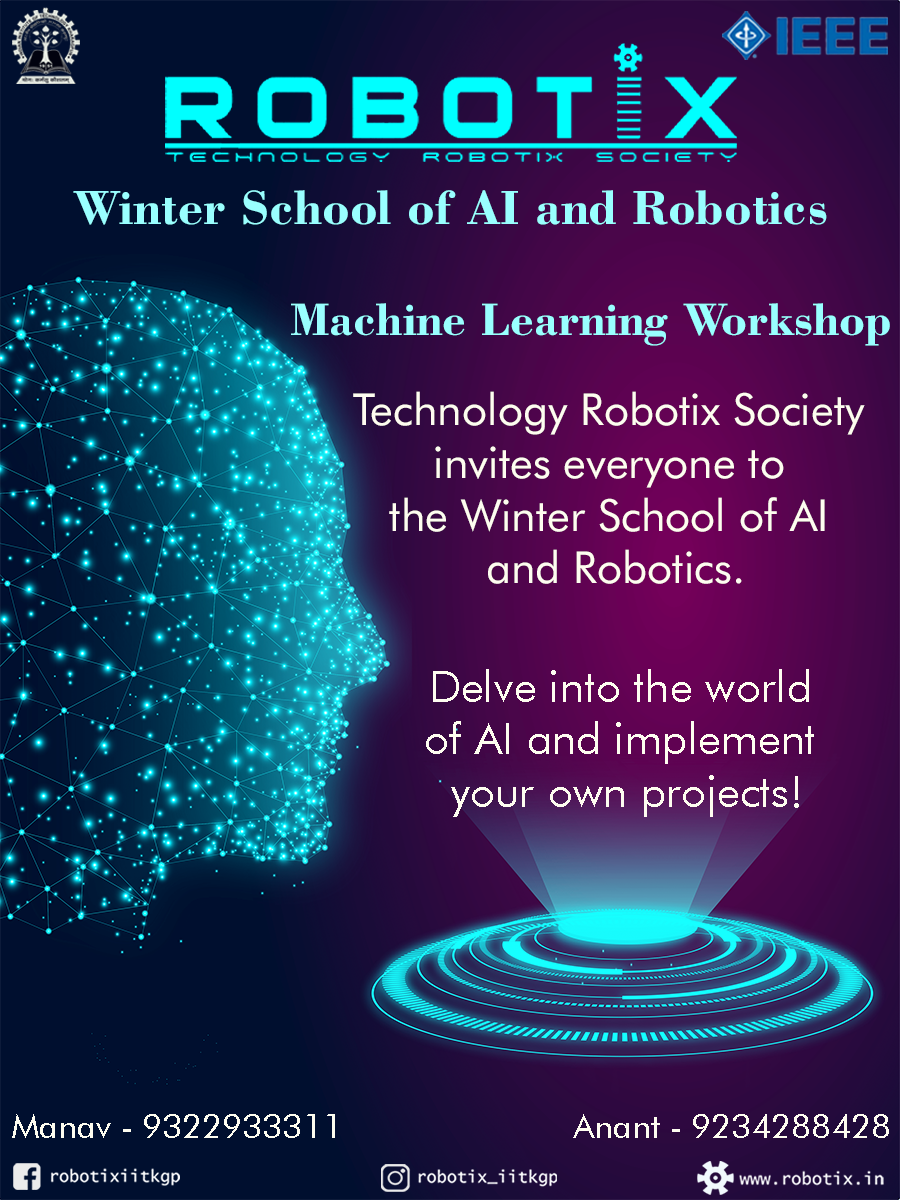 IEEE
ROBOTIX
TECHNOLOGY ROBOTIX SOCIETY
Winter School of AI and Robotics
Machine Learning Workshop
Technology Robotix Society
invites everyone to
the Winter School of AI
and Robotics.
Delve into the world
of AI and implement
your own projects!
Manav - 9322933311
Anant - 9234288428
robotixiitkgp
robotix_iitkgp
www.robotix.in